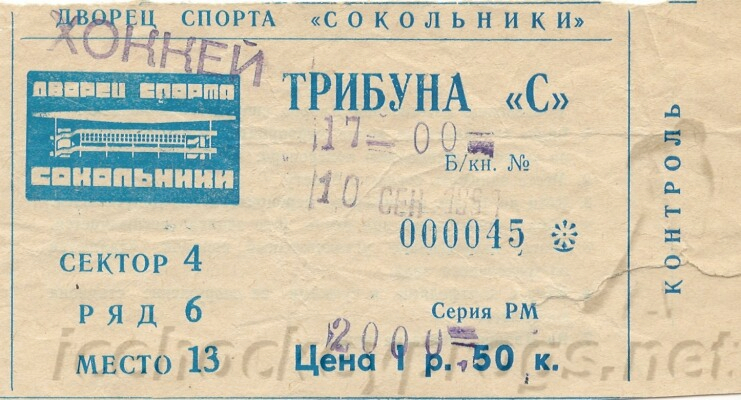 ДВОРЕЦ СПОРТА «СОКОЛЬНИКИ»
ХОККЕЙ
ДВОРЕЦ СПОРТА
СОКОЛЬНИКИ
ТРИБУНА «С»
17=00=
Б/кн. №
10 СЕН
000045
СЕКТОР 4
РЯД 6
МЕСТО 13
Серия РМ
2000=
Цена 1 р. 50 к.
КОНТРОЛЬ